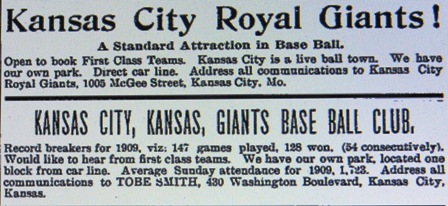 Kansas City Royal Giants!
A Standard Attraction in Base Ball.
Open to book First Class Teams. Kansas City is a live ball town. We have
our own park. Direct car line. Address all communications to Kansas City
Royal Giants, 1005 McGee Street, Kansas City, Mo.
KANSAS CITY, KANSAS, GIANTS BASE BALL CLUB.
Record breakers for 1909, viz: 147 games played, 128 won. (54 consecutively).
Would like to hear from first class teams. We have our own park, located one
block from car line. Average Sunday attendance for 1909, 1,723. Address all
communications to TOBE SMITH, 430 Washington Boulevard, Kansas City,
Kansas.